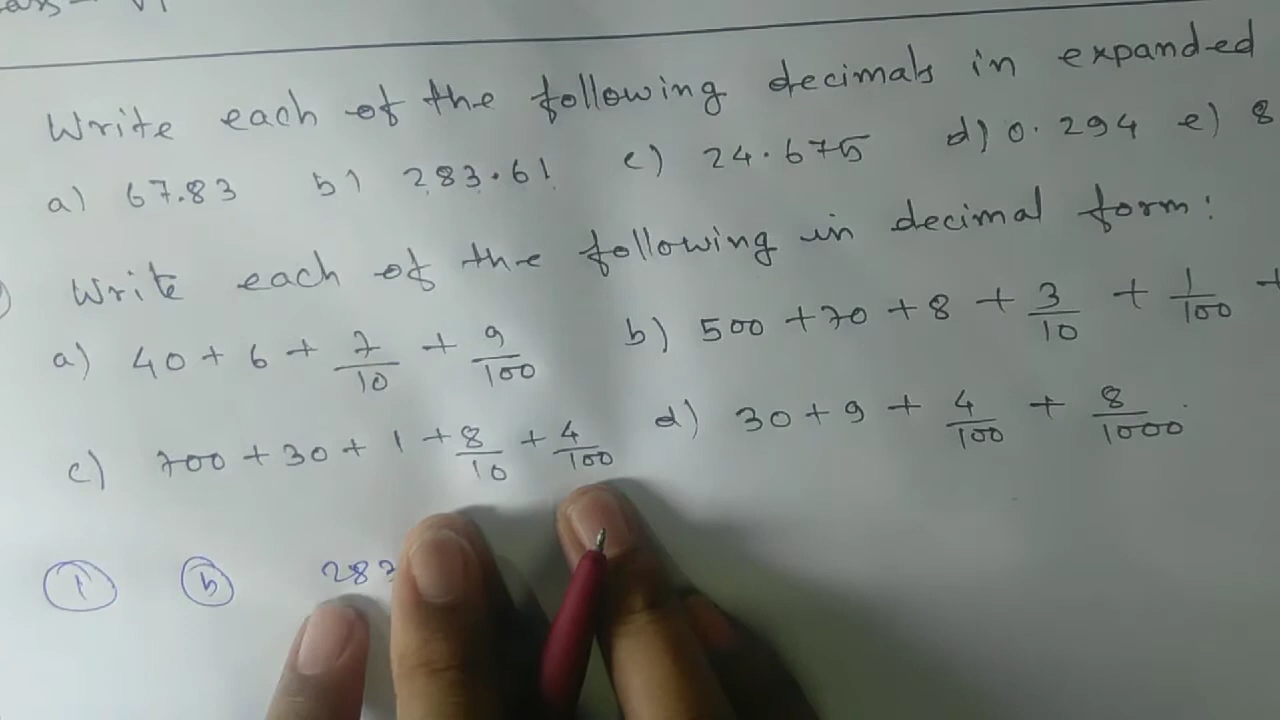 Write each of the following decimals in expanded
a) 67.83 b) 283.61 c) 24.675 d) 0.294 e) 8
Write each of the following in decimal form:
a) 40 + 6 + 7/10 + 9/100 b) 500 + 70 + 8 + 3/10 + 1/100 +
c) 700 + 30 + 1 + 8/10 + 4/100 d) 30 + 9 + 4/100 + 8/1000
① ⓑ 283